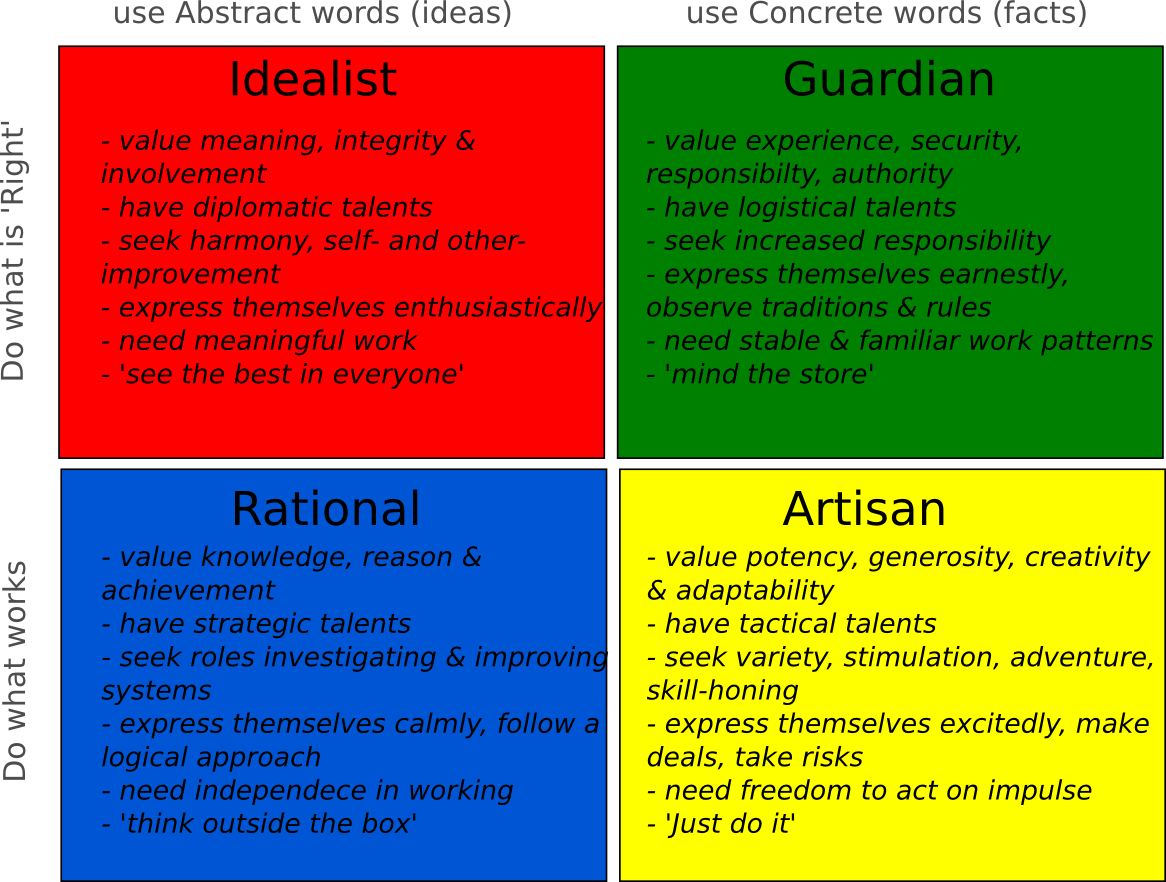 use Abstract words (ideas)
use Concrete words (facts)
Do what is 'Right'
Idealist
- value meaning, integrity &
involvement
- have diplomatic talents
- seek harmony, self- and other-
improvement
- express themselves enthusiastically
- need meaningful work
- 'see the best in everyone'
Guardian
- value experience, security,
responsibilty, authority
- have logistical talents
- seek increased responsibility
- express themselves earnestly,
observe traditions & rules
- need stable & familiar work patterns
- 'mind the store'
Do what works
Rational
- value knowledge, reason &
achievement
- have strategic talents
- seek roles investigating & improving
systems
- express themselves calmly, follow a
logical approach
- need independece in working
- 'think outside the box'
Artisan
- value potency, generosity, creativity
& adaptability
- have tactical talents
- seek variety, stimulation, adventure,
skill-honing
- express themselves excitedly, make
deals, take risks
- need freedom to act on impulse
- 'Just do it'